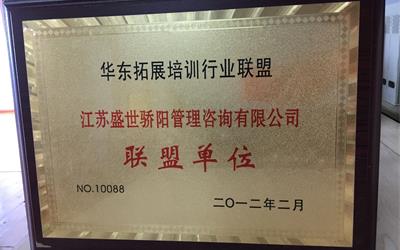 华东拓展培训行业联盟
江苏盛世骄阳管理咨询有限公司
联盟单位
NO.10088
二〇一二年二月